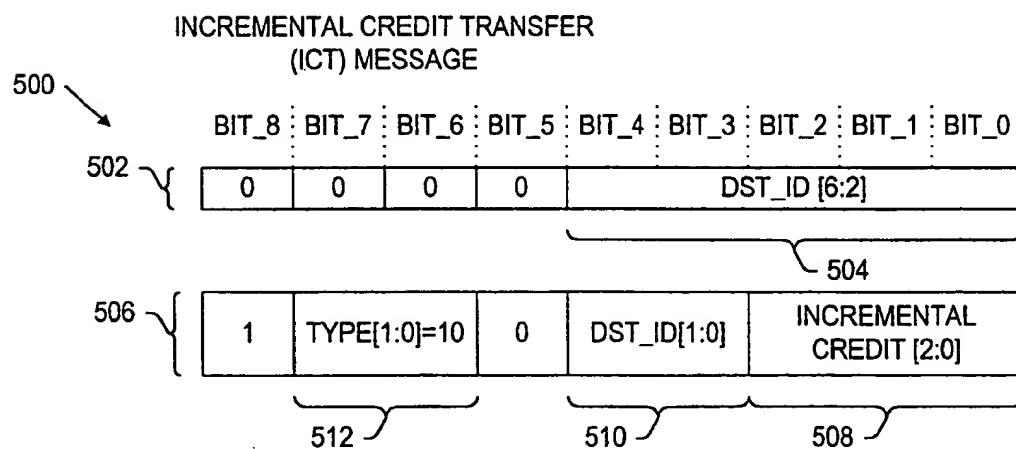 INCREMENTAL CREDIT TRANSFER
(ICT) MESSAGE
500
BIT_8 BIT_7 BIT_6 BIT_5 BIT_4 BIT_3 BIT_2 BIT_1 BIT_0
502 0 0 0 0 DST_ID [6:2]
504
506 1 TYPE[1:0]=10 0 DST_ID[1:0] INCREMENTAL
CREDIT [2:0]
512 510 508